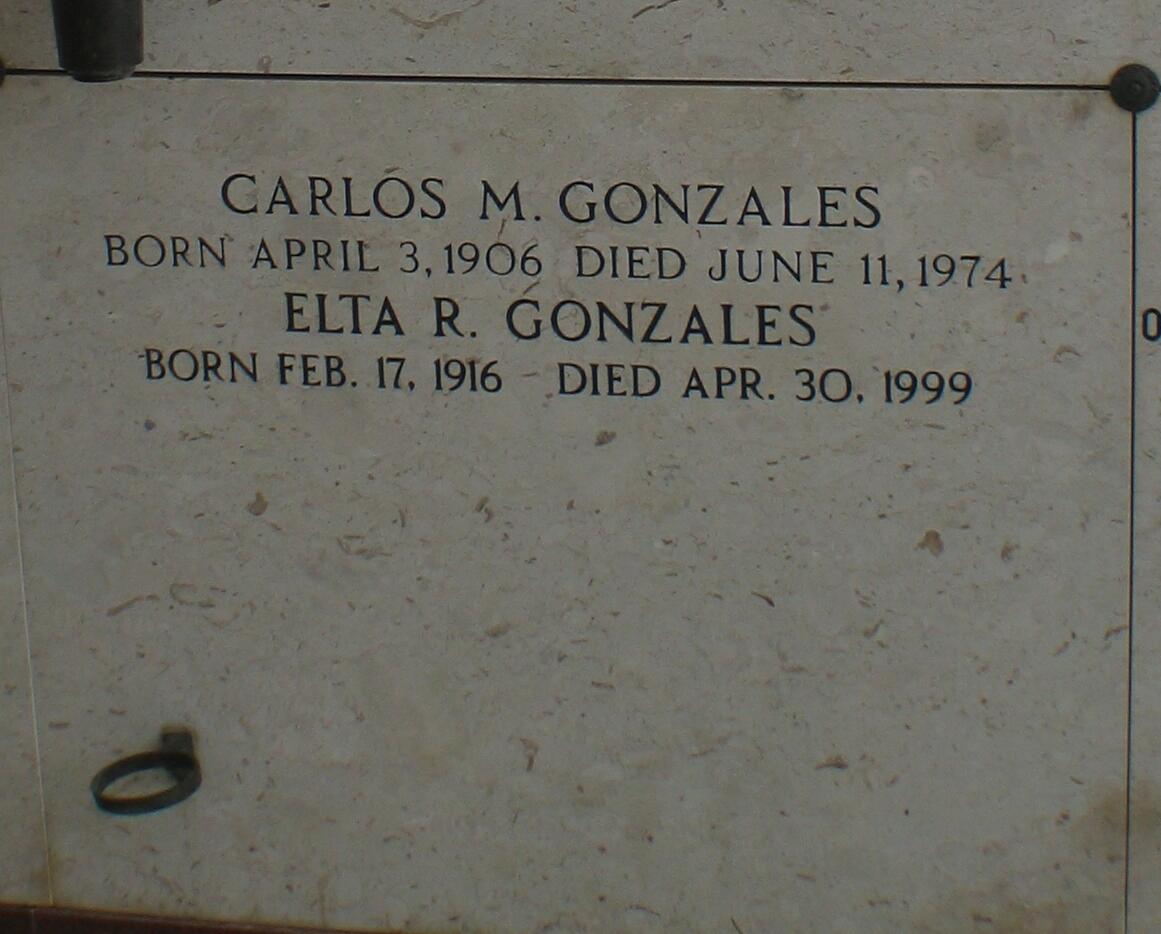 CARLOS M. GONZALES
BORN APRIL 3, 1906 DIED JUNE 11, 1974
ELTA R. GONZALES
BORN FEB. 17, 1916 DIED APR. 30, 1999